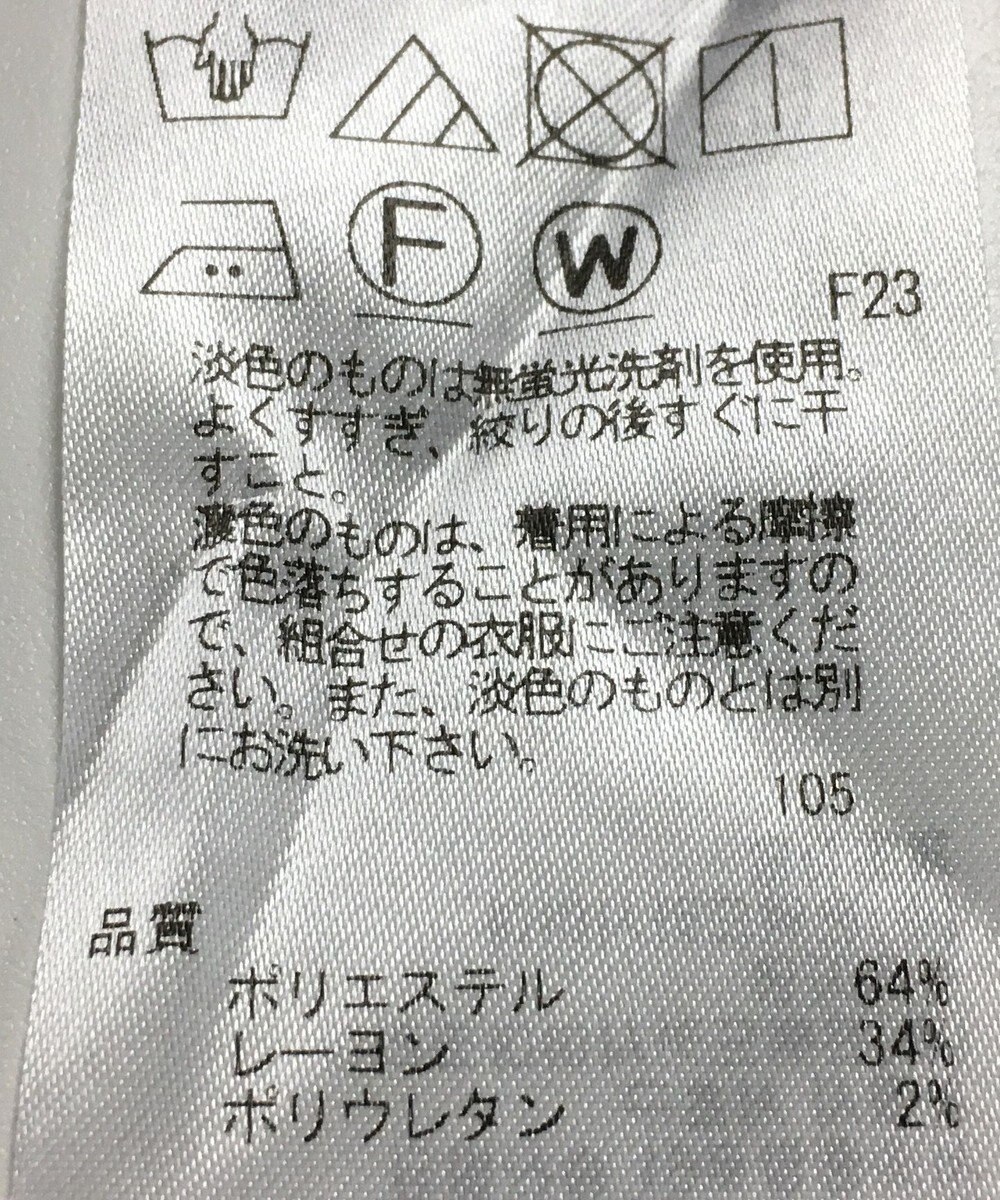 F
W
F23
淡色のものは無蛍光洗剤を使用。
よくすすぎ、絞りの後すぐに干
すこと。
濃色のものは、着用による摩擦
で色落ちすることがありますの
で、組合せの衣服にご注意くだ
さい。また、淡色のものとは別
にお洗い下さい。
105
品質
ポリエステル 64%
レーヨン 34%
ポリウレタン 2%